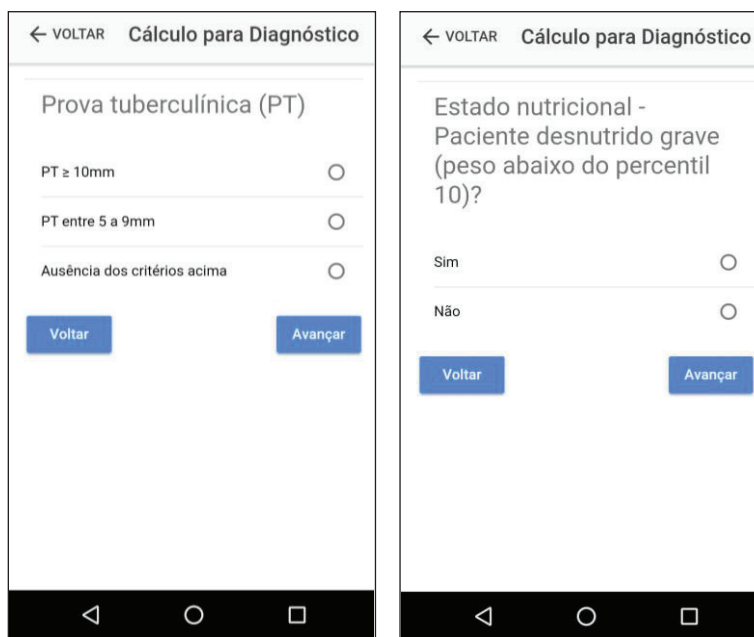 ← VOLTAR Cálculo para Diagnóstico
Prova tuberculínica (PT)
PT ≥ 10mm
PT entre 5 a 9mm
Ausência dos critérios acima
Voltar Avançar
← VOLTAR Cálculo para Diagnóstico
Estado nutricional -
Paciente desnutrido grave
(peso abaixo do percentil
10)?
Sim
Não
Voltar Avançar